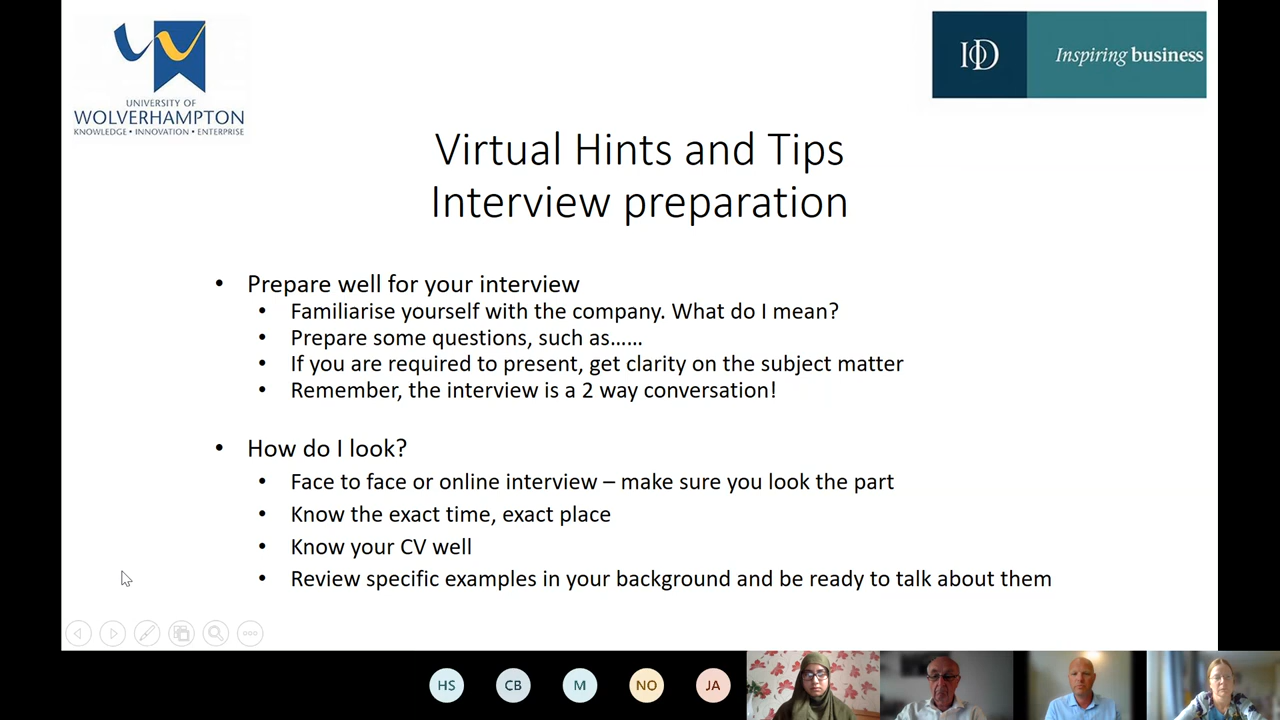 UNIVERSITY OF
WOLVERHAMPTON
KNOWLEDGE • INNOVATION • ENTERPRISE
IoD
Inspiring business
Virtual Hints and Tips
Interview preparation
• Prepare well for your interview
• Familiarise yourself with the company. What do I mean?
• Prepare some questions, such as……
• If you are required to present, get clarity on the subject matter
• Remember, the interview is a 2 way conversation!
• How do I look?
• Face to face or online interview – make sure you look the part
• Know the exact time, exact place
• Know your CV well
• Review specific examples in your background and be ready to talk about them
HS
CB
M
NO
JA